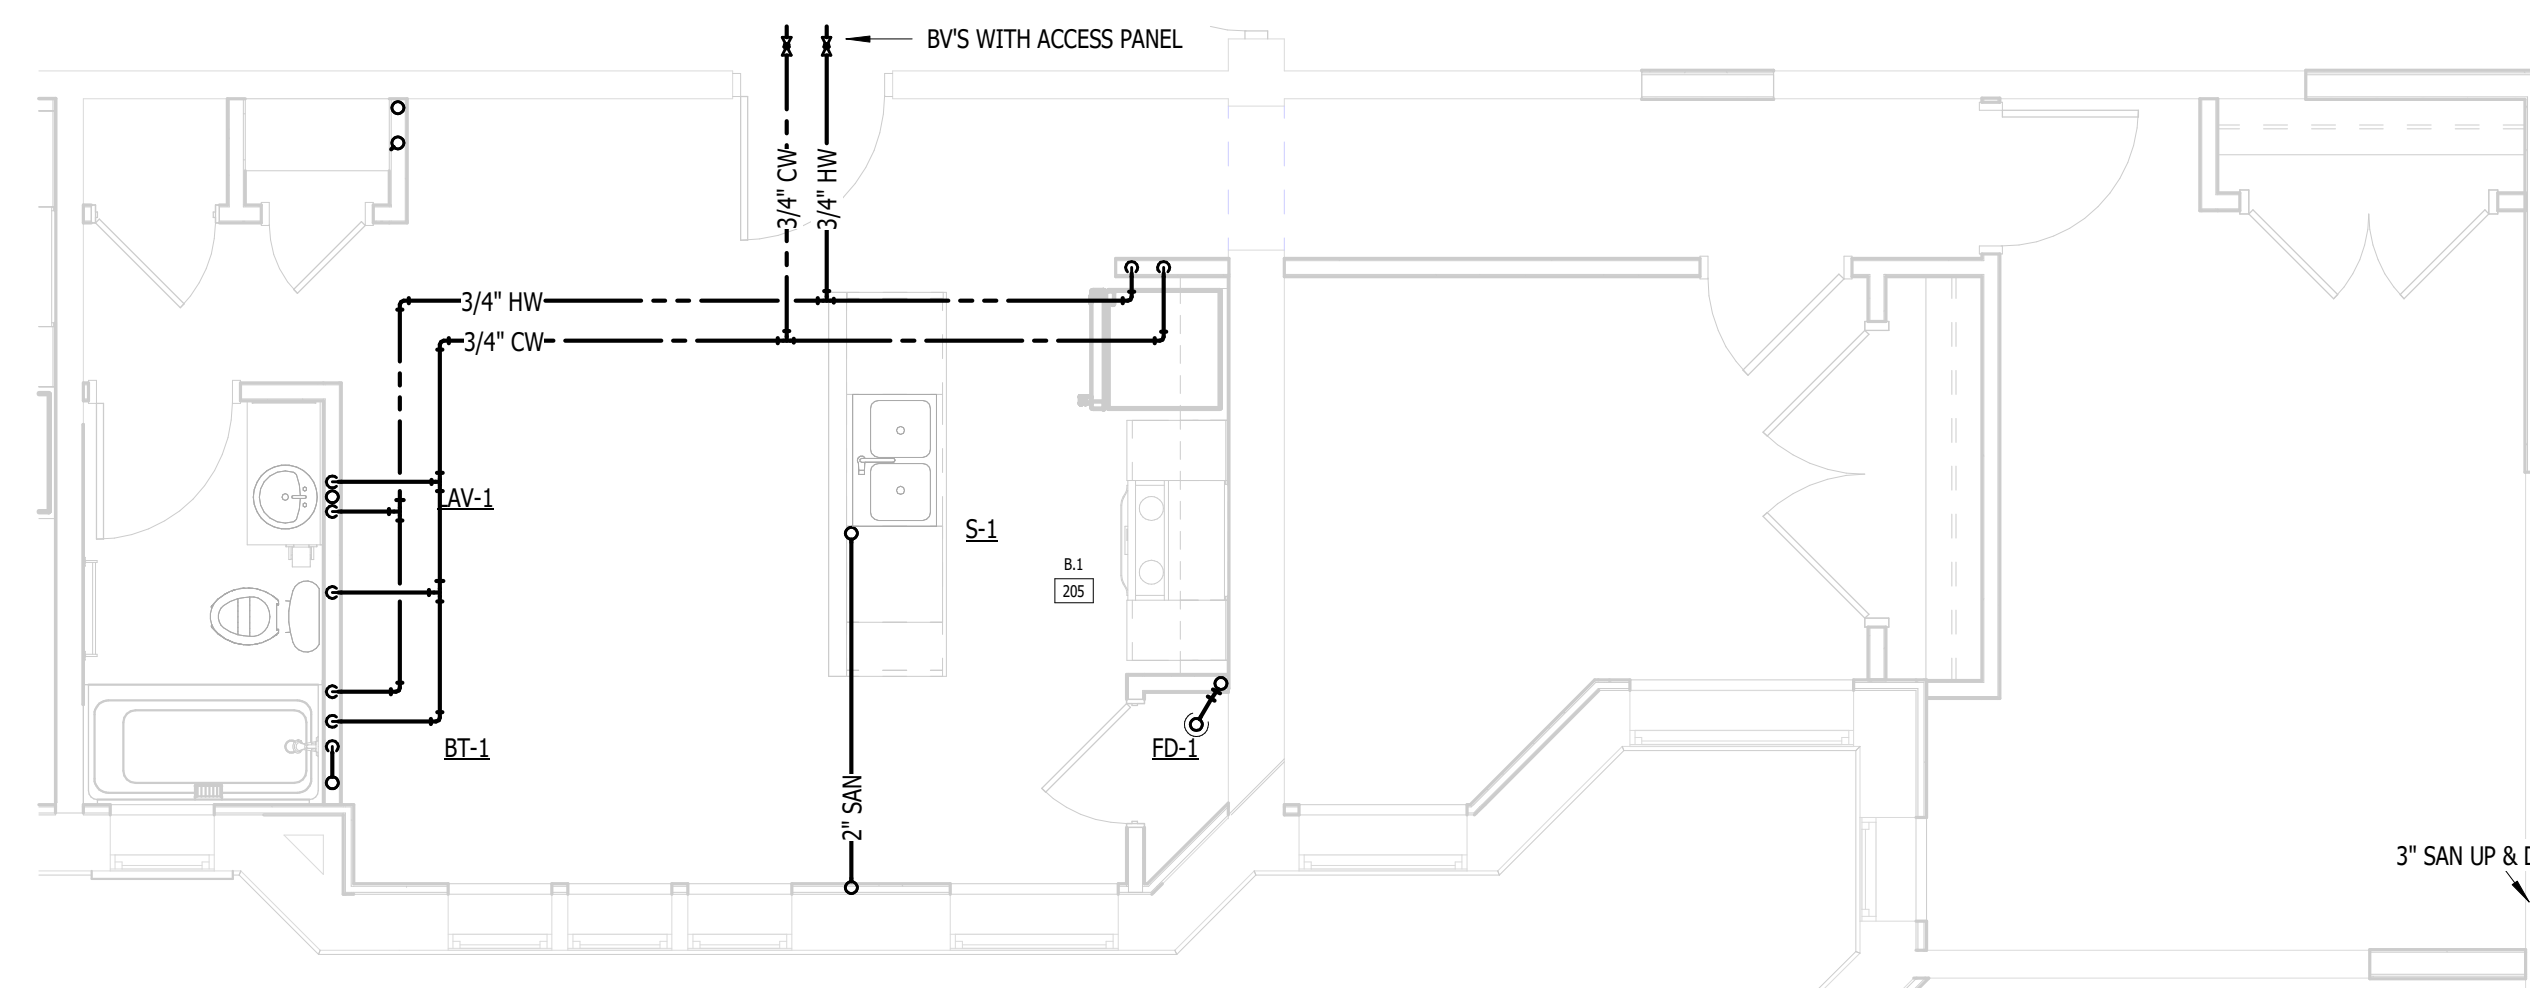 BV'S WITH ACCESS PANEL
3/4" CW
3/4" HW
3/4" HW
3/4" CW
LAV-1
S-1
B.1
205
BT-1
FD-1
2" SAN
3" SAN UP &